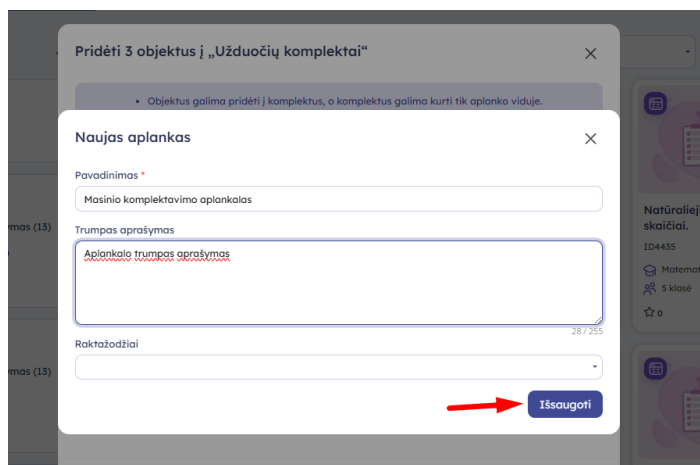 Pridėti 3 objektus į „Užduočių komplektai“
• Objektus galima pridėti į komplektus, o komplektus galima kurti tik aplanko viduje.
Naujas aplankas
Pavadinimas *
Masinio komplektavimo aplankalas
Trumpas aprašymas
Aplankalo trumpas aprašymas
28 / 255
Raktažodžiai
Išsaugoti
ymas (13)
ymas (13)
Natūralieji
skaičiai.
ID4435
Matemat
5 klasė
0